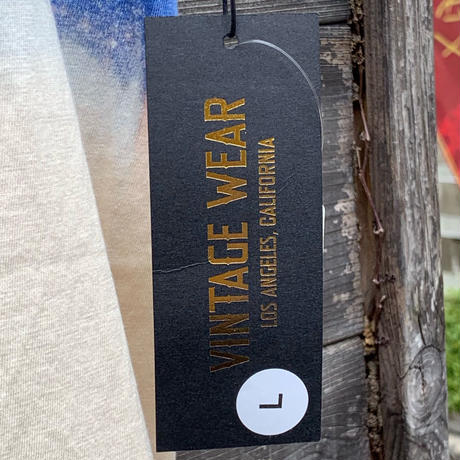 VINTAGE WEAR
LOS ANGELES, CALIFORNIA
L